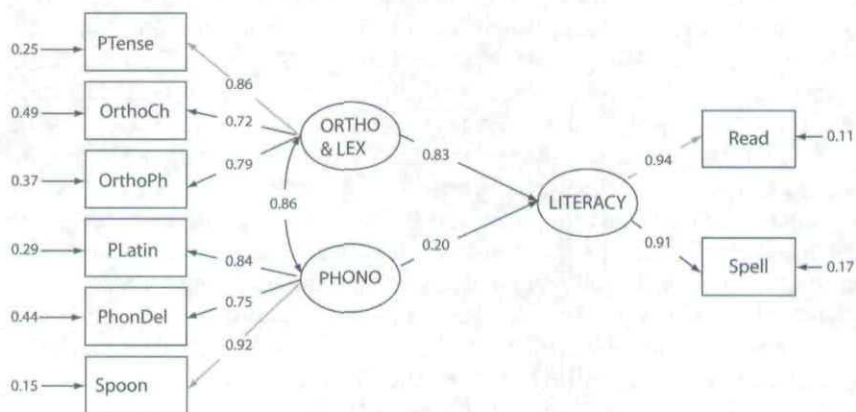 0.25
PTense
0.86
0.49
OrthoCh
0.72
ORTHO
& LEX
0.83
0.37
OrthoPh
0.79
0.86
0.29
PLatin
0.84
PHONO
0.20
0.44
PhonDel
0.75
0.15
Spoon
0.92
LITERACY
0.94
Read
0.11
0.91
Spell
0.17